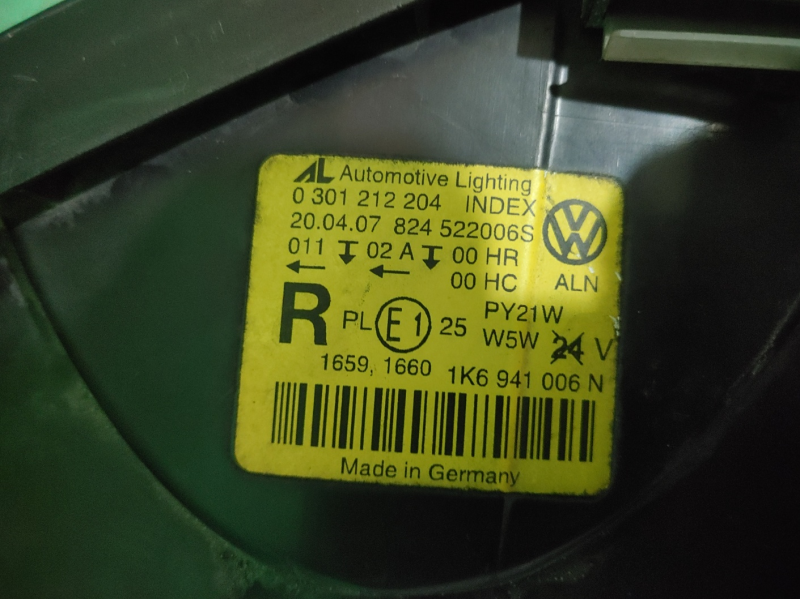 AL Automotive Lighting
0 301 212 204 INDEX
20.04.07 824 522006S
011 02 A 00 HR
00 HC ALN
R PL E1 25 PY21W
W5W 24 V
1659, 1660 1K6 941 006 N
Made in Germany